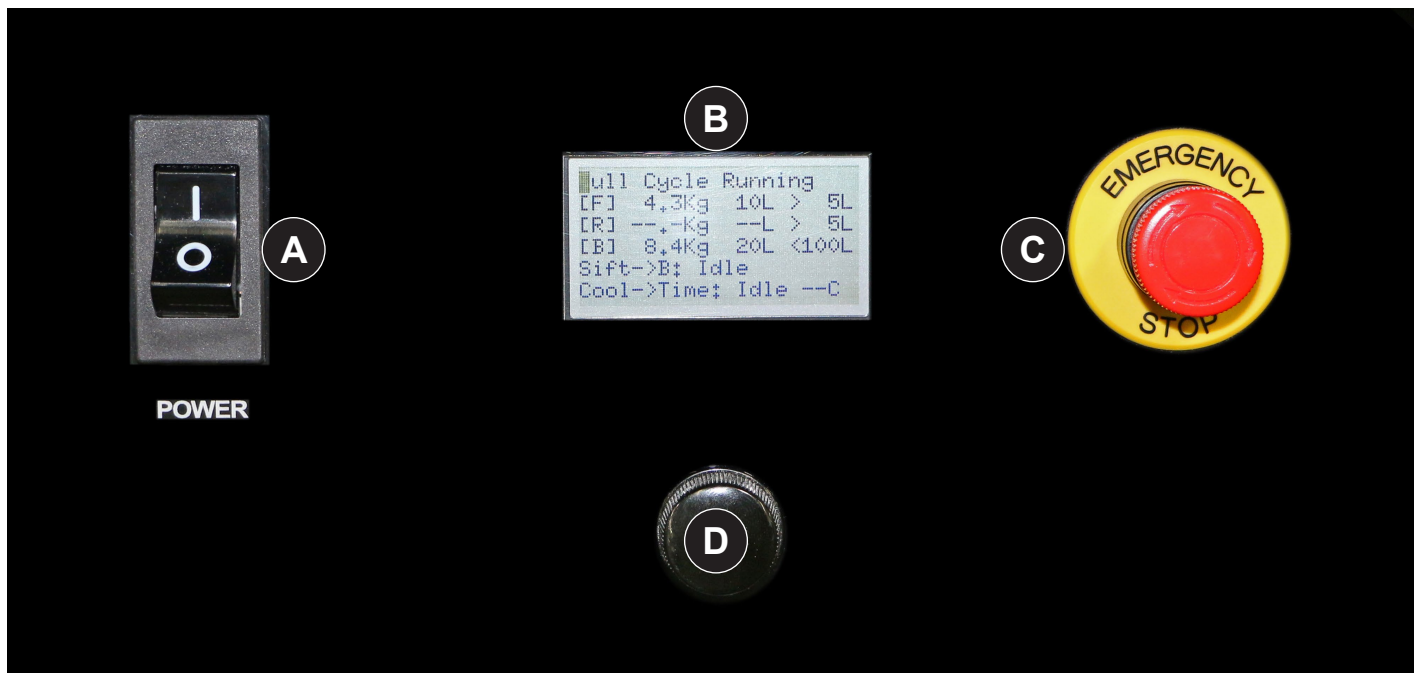 B
ull Cycle Running
[F] 4.3Kg 10L > 5L
[R] --.-Kg --L > 5L
[B] 8.4Kg 20L <100L
Sift->B: Idle
Cool->Time: Idle --C
A
I
O
POWER
C
EMERGENCY
STOP
D